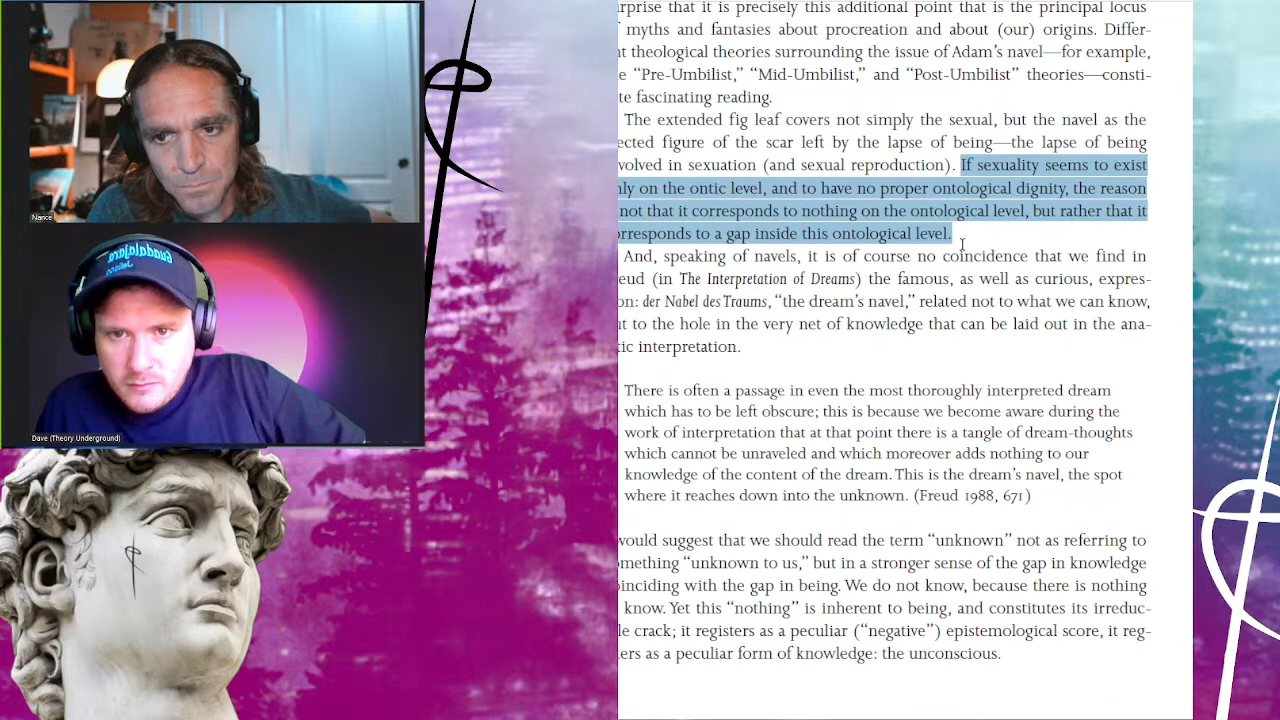 Guadalajara
Jalisco
Nance
Dave (Theory Underground)
rprise that it is precisely this additional point that is the principal locus
myths and fantasies about procreation and about (our) origins. Differ-
t theological theories surrounding the issue of Adam’s navel—for example,
e “Pre-Umbilist,” “Mid-Umbilist,” and “Post-Umbilist” theories—consti-
te fascinating reading.
The extended fig leaf covers not simply the sexual, but the navel as the
ected figure of the scar left by the lapse of being—the lapse of being
volved in sexuation (and sexual reproduction). If sexuality seems to exist
nly on the ontic level, and to have no proper ontological dignity, the reason
not that it corresponds to nothing on the ontological level, but rather that it
orresponds to a gap inside this ontological level.
And, speaking of navels, it is of course no coincidence that we find in
eud (in The Interpretation of Dreams) the famous, as well as curious, expres-
on: der Nabel des Traums, “the dream’s navel,” related not to what we can know,
ut to the hole in the very net of knowledge that can be laid out in the ana-
tic interpretation.
There is often a passage in even the most thoroughly interpreted dream
which has to be left obscure; this is because we become aware during the
work of interpretation that at that point there is a tangle of dream-thoughts
which cannot be unraveled and which moreover adds nothing to our
knowledge of the content of the dream. This is the dream’s navel, the spot
where it reaches down into the unknown. (Freud 1988, 671)
would suggest that we should read the term “unknown” not as referring to
omething “unknown to us,” but in a stronger sense of the gap in knowledge
oinciding with the gap in being. We do not know, because there is nothing
know. Yet this “nothing” is inherent to being, and constitutes its irreduc-
le crack; it registers as a peculiar (“negative”) epistemological score, it reg-
ters as a peculiar form of knowledge: the unconscious.